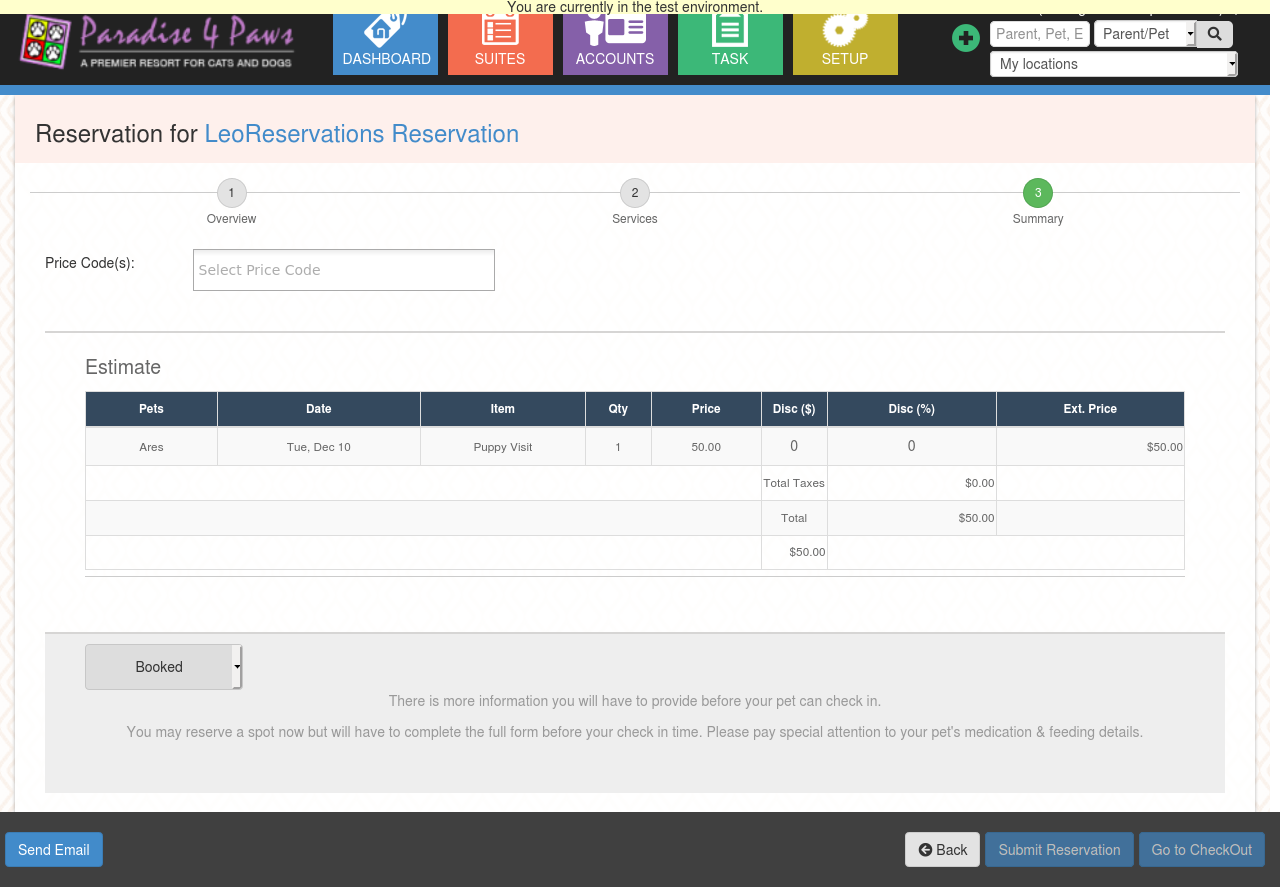 You are currently in the test environment.
Paradise 4 Paws
A PREMIER RESORT FOR CATS AND DOGS
DASHBOARD
SUITES
ACCOUNTS
TASK
SETUP
Parent, Pet, E
Parent/Pet
My locations
Reservation for LeoReservations Reservation
1
2
3
Overview
Services
Summary
Price Code(s):
Select Price Code
Estimate
Pets Date Item Qty Price Disc ($) Disc (%) Ext. Price
Ares Tue, Dec 10 Puppy Visit 1 50.00 0 0 $50.00
Total Taxes $0.00
Total $50.00
$50.00
Booked
There is more information you will have to provide before your pet can check in.
You may reserve a spot now but will have to complete the full form before your check in time. Please pay special attention to your pet's medication & feeding details.
Send Email
Back
Submit Reservation
Go to CheckOut